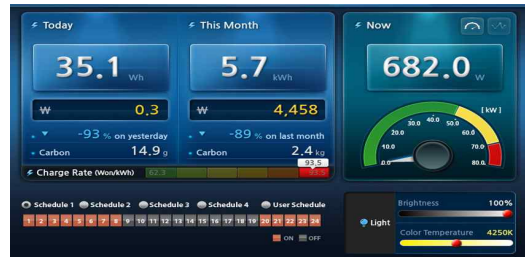 Today
35.1 Wh
₩ 0.3
-93 % on yesterday
Carbon 14.9 g
This Month
5.7 kWh
₩ 4,458
-89 % on last month
Carbon 2.4 kg
93.5
Charge Rate (Won/kWh) 62.3 93.5
Now
682.0 W
[ kW ]
0.0 20.0 30.0 40.0 50.0 60.0 70.0 80.0
Schedule 1 Schedule 2 Schedule 3 Schedule 4 User Schedule
1 2 3 4 5 6 7 8 9 10 11 12 13 14 15 16 17 18 19 20 21 22 23 24
ON OFF
Light
Brightness 100%
Color Temperature 4250K